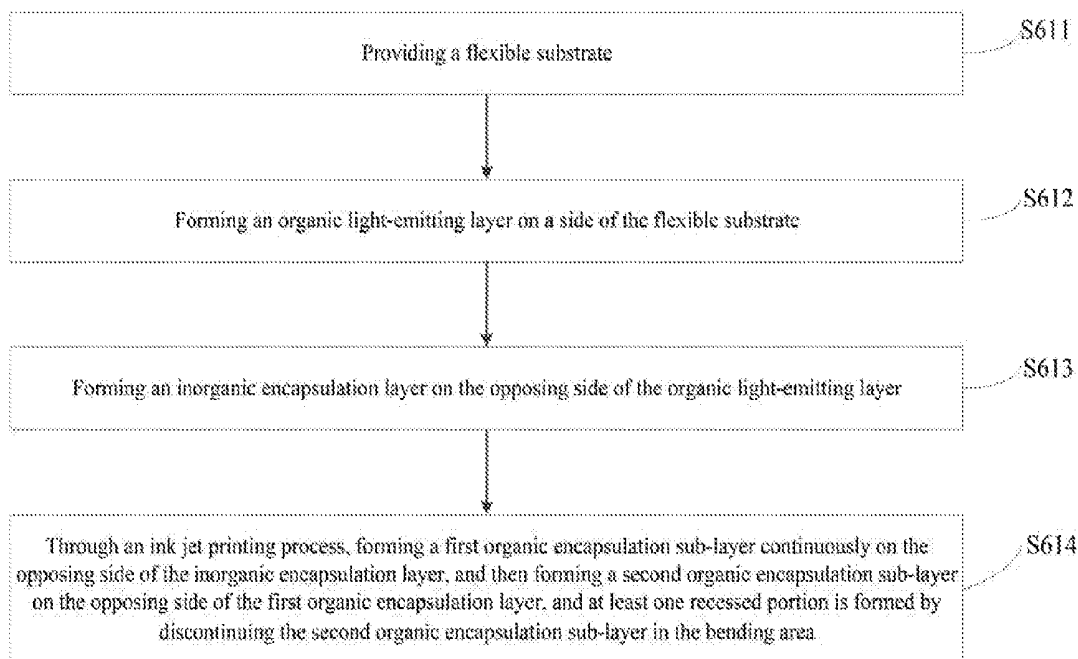 Providing a flexible substrate
S611
Forming an organic light-emitting layer on a side of the flexible substrate
S612
Forming an inorganic encapsulation layer on the opposing side of the organic light-emitting layer
S613
Through an ink jet printing process, forming a first organic encapsulation sub-layer continuously on the
opposing side of the inorganic encapsulation layer, and then forming a second organic encapsulation sub-layer
on the opposing side of the first organic encapsulation layer, and at least one recessed portion is formed by
discontinuing the second organic encapsulation sub-layer in the bending area
S614